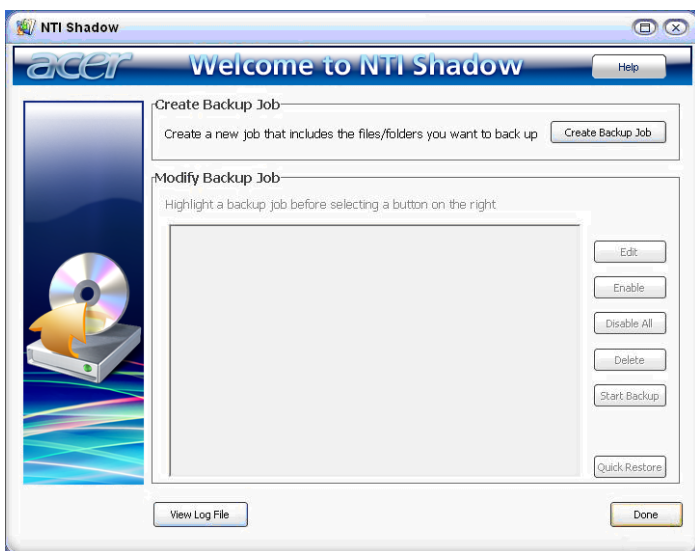 NTI Shadow
acer Welcome to NTI Shadow Help
Create Backup Job
Create a new job that includes the files/folders you want to back up Create Backup Job
Modify Backup Job
Highlight a backup job before selecting a button on the right
Edit
Enable
Disable All
Delete
Start Backup
Quick Restore
View Log File Done